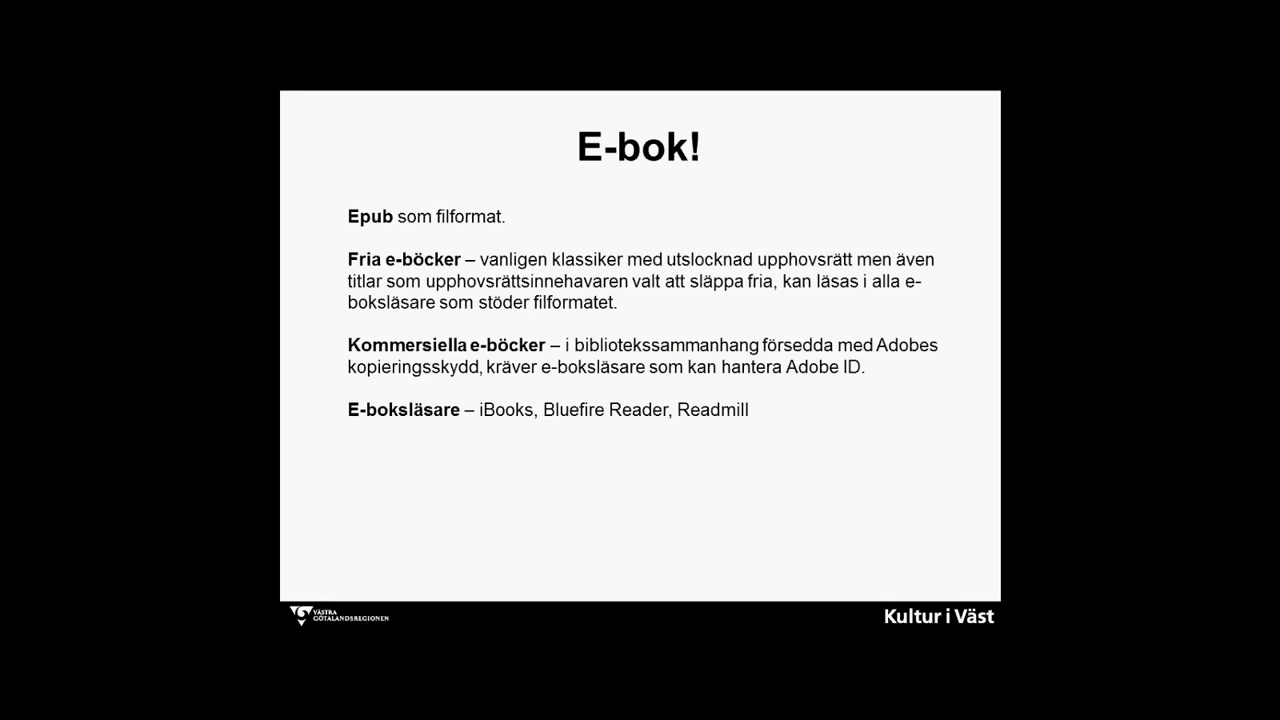 E-bok!
Epub som filformat.
Fria e-böcker – vanligen klassiker med utslocknad upphovsrätt men även
titlar som upphovsrättsinnehavaren valt att släppa fria, kan läsas i alla e-
boksläsare som stöder filformatet.
Kommersiella e-böcker – i bibliotekssammanhang försedda med Adobes
kopieringsskydd, kräver e-boksläsare som kan hantera Adobe ID.
E-boksläsare – iBooks, Bluefire Reader, Readmill
VÄSTRA
GÖTALANDSREGIONEN
Kultur i Väst